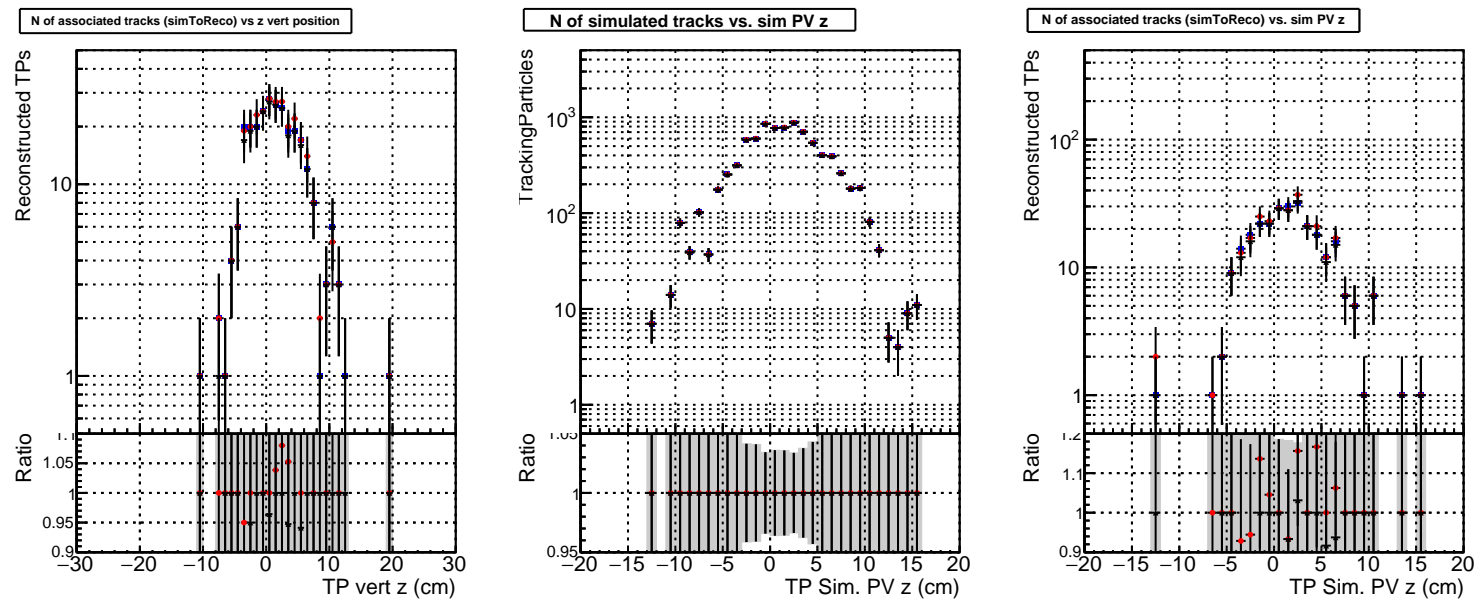 N of associated tracks (simToReco) vs z vert position
Reconstructed TPs
10
1
Ratio
1.1
1.05
1
0.95
0.9
−30 −20 −10 0 10 20 30
TP vert z (cm)
N of simulated tracks vs. sim PV z
TrackingParticles
10³
10²
10
1
Ratio
1.05
1
0.95
−20 −15 −10 −5 0 5 10 15 20
TP Sim. PV z (cm)
N of associated tracks (simToReco) vs. sim PV z
Reconstructed TPs
10²
10
1
Ratio
1.2
1.1
1
0.9
−20 −15 −10 −5 0 5 10 15 20
TP Sim. PV z (cm)